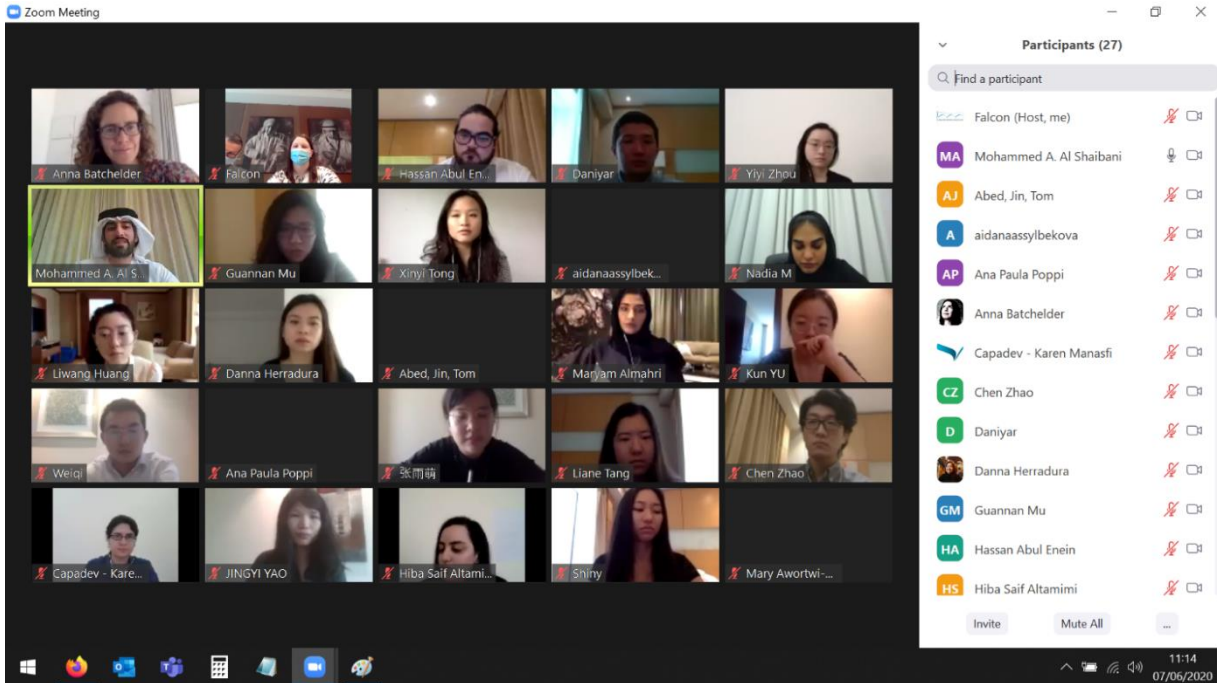 Zoom Meeting
Anna Batchelder
Falcon
Hassan Abul En...
Daniyar
Yiyi Zhou
Mohammed A. Al S...
Guannan Mu
Xinyi Tong
aidanaassylbek...
Nadia M
Liwang Huang
Danna Herradura
Abed, Jin, Tom
Maryam Almahri
Kun YU
Weiqi
Ana Paula Poppi
张雨萌
Liane Tang
Chen Zhao
Capadev - Kare...
JINGYI YAO
Hiba Saif Altami...
Shiny
Mary Awortwi-...
Participants (27)
Find a participant
Falcon (Host, me)
MA Mohammed A. Al Shaibani
AJ Abed, Jin, Tom
A aidanaassylbekova
AP Ana Paula Poppi
Anna Batchelder
Capadev - Karen Manasfi
CZ Chen Zhao
D Daniyar
Danna Herradura
GM Guannan Mu
HA Hassan Abul Enein
HS Hiba Saif Altamimi
Invite Mute All ...
11:14
07/06/2020